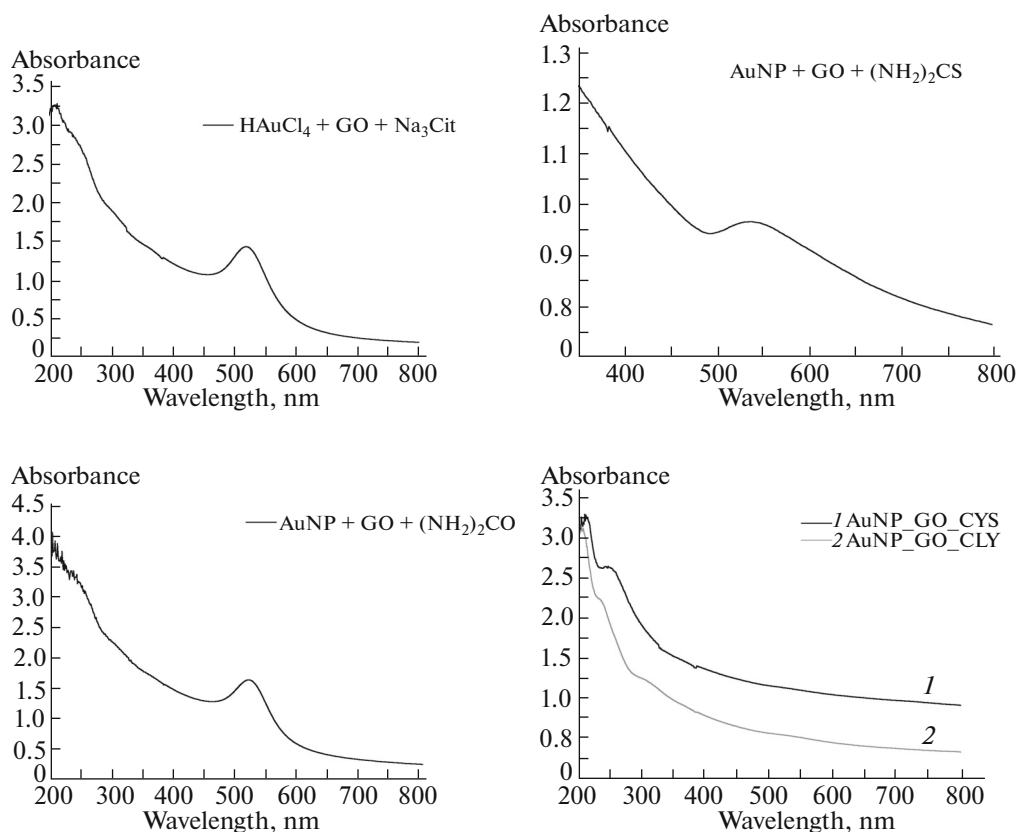 Absorbance
3.5
3.0
2.5
2.0
1.5
1.0
0.5
0
HAuCl₄ + GO + Na₃Cit
200 300 400 500 600 700 800
Wavelength, nm
Absorbance
1.3
1.2
1.1
1.0
0.9
0.8
0
AuNP + GO + (NH₂)₂CS
400 500 600 700 800
Wavelength, nm
Absorbance
4.5
4.0
3.5
3.0
2.5
2.0
1.5
1.0
0.5
0
AuNP + GO + (NH₂)₂CO
200 300 400 500 600 700 800
Wavelength, nm
Absorbance
3.5
3.0
2.5
2.0
1.5
1.0
0.8
0
1 AuNP_GO_CYS
2 AuNP_GO_CLY
1
2
200 300 400 500 600 700 800
Wavelength, nm